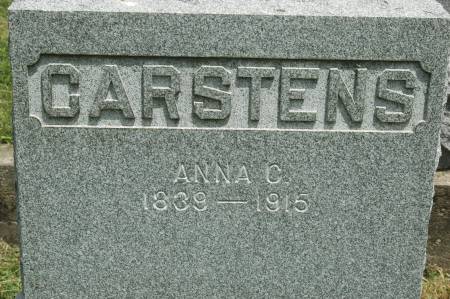 CARSTENS
ANNA C.
1839 — 1915